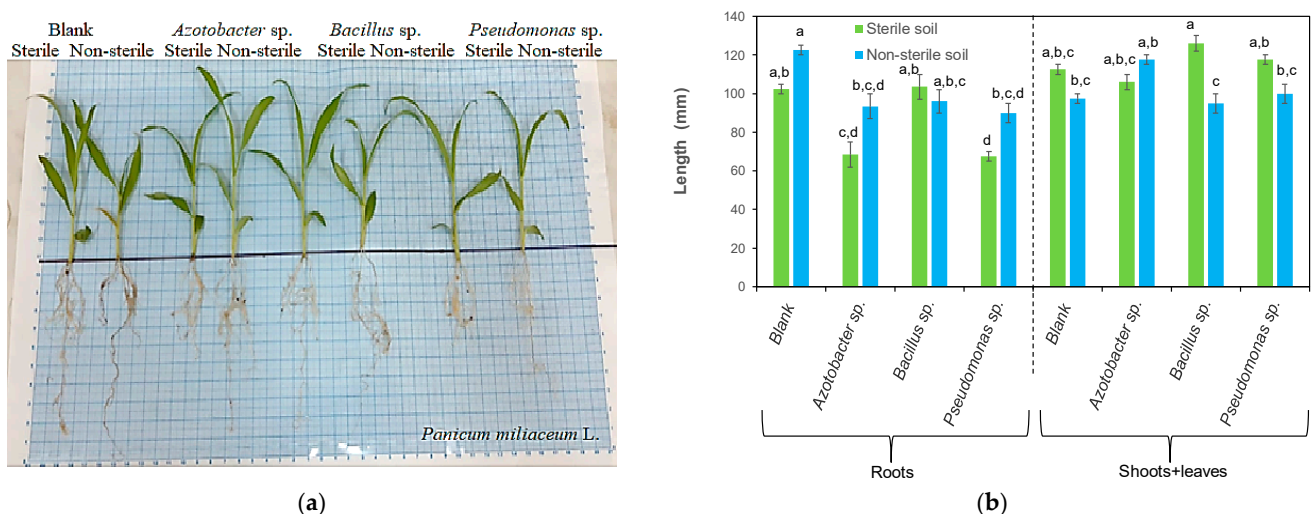 Blank Azotobacter sp. Bacillus sp. Pseudomonas sp.
Sterile Non-sterile Sterile Non-sterile Sterile Non-sterile Sterile Non-sterile
Panicum miliaceum L.
(a)
Length (mm)
140
120
100
80
60
40
20
0
Sterile soil
Non-sterile soil
a,b
a
c,d
b,c,d
a,b
a,b,c
d
b,c,d
a,b,c
b,c
a,b,c
a,b
a
c
a,b
b,c
Blank
Azotobacter sp.
Bacillus sp.
Pseudomonas sp.
Blank
Azotobacter sp.
Bacillus sp.
Pseudomonas sp.
Roots
Shoots+leaves
(b)